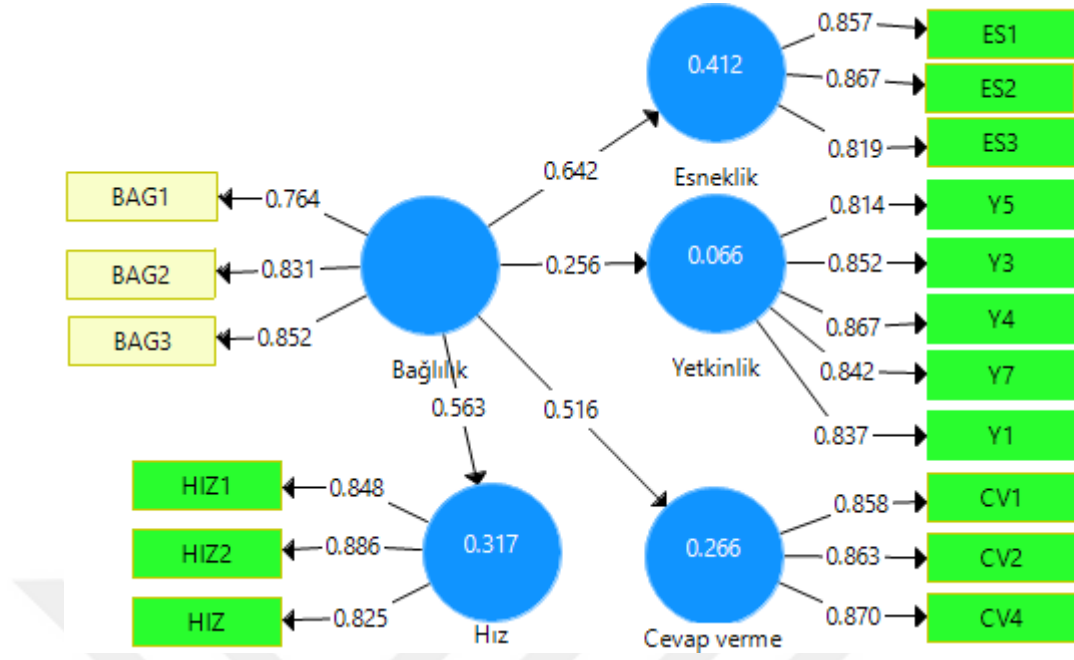 0.857
ES1
0.412
0.867
ES2
0.819
ES3
0.642
Esneklik
BAG1
0.764
0.814
Y5
BAG2
0.831
0.256
0.066
0.852
Y3
BAG3
0.852
0.867
Y4
Bağlılık
Yetkinlik
0.842
Y7
0.563
0.516
0.837
Y1
HIZ1
0.848
0.858
CV1
HIZ2
0.886
0.317
0.266
0.863
CV2
HIZ
0.825
0.870
CV4
Hız
Cevap verme